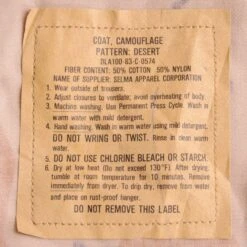 COAT, CAMOUFLAGE
PATTERN: DESERT
DLA100-83-C-0574
FIBER CONTENT: 50% COTTON 50% NYLON
NAME OF SUPPLIER: SELMA APPAREL CORPORATION
1. Wear outside of trousers.
2. Adjust closures to ventilate; avoid overheating of body.
3. Machine washing. Use Permanent Press Cycle. Wash in
warm water with mild detergent.
4. Hand washing. Wash in warm water using mild detergent.
DO NOT WRING OR TWIST. Rinse in clean warm
water.
5. DO NOT USE CHLORINE BLEACH OR STARCH.
6. Dry at low heat (Do not exceed 130°F). After drying,
tumble at room temperature for 10 minutes. Remove
immediately from dryer. To drip dry, remove from water
and place on rust-proof hanger.
DO NOT REMOVE THIS LABEL